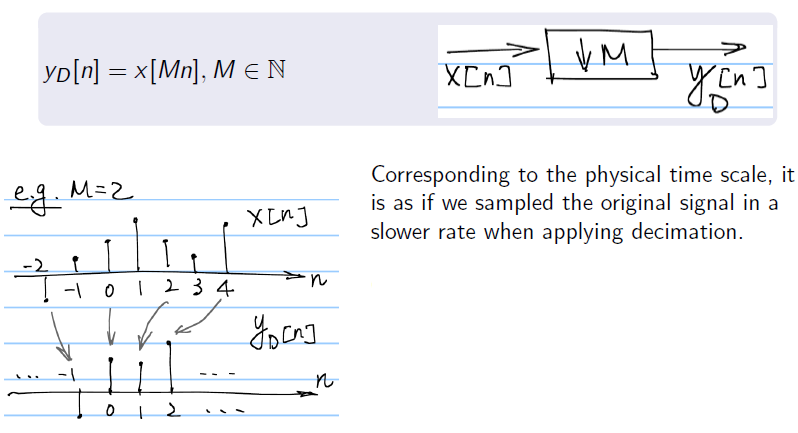 y_D[n] = x[Mn], M ∈ ℕ
x[n] ↓M y_D[n]
Corresponding to the physical time scale, it
is as if we sampled the original signal in a
slower rate when applying decimation.
e.g. M=2
x[n]
-2
-1 0 1 2 3 4 n
y_D[n]
... -1 --- n
0 1 2 ...